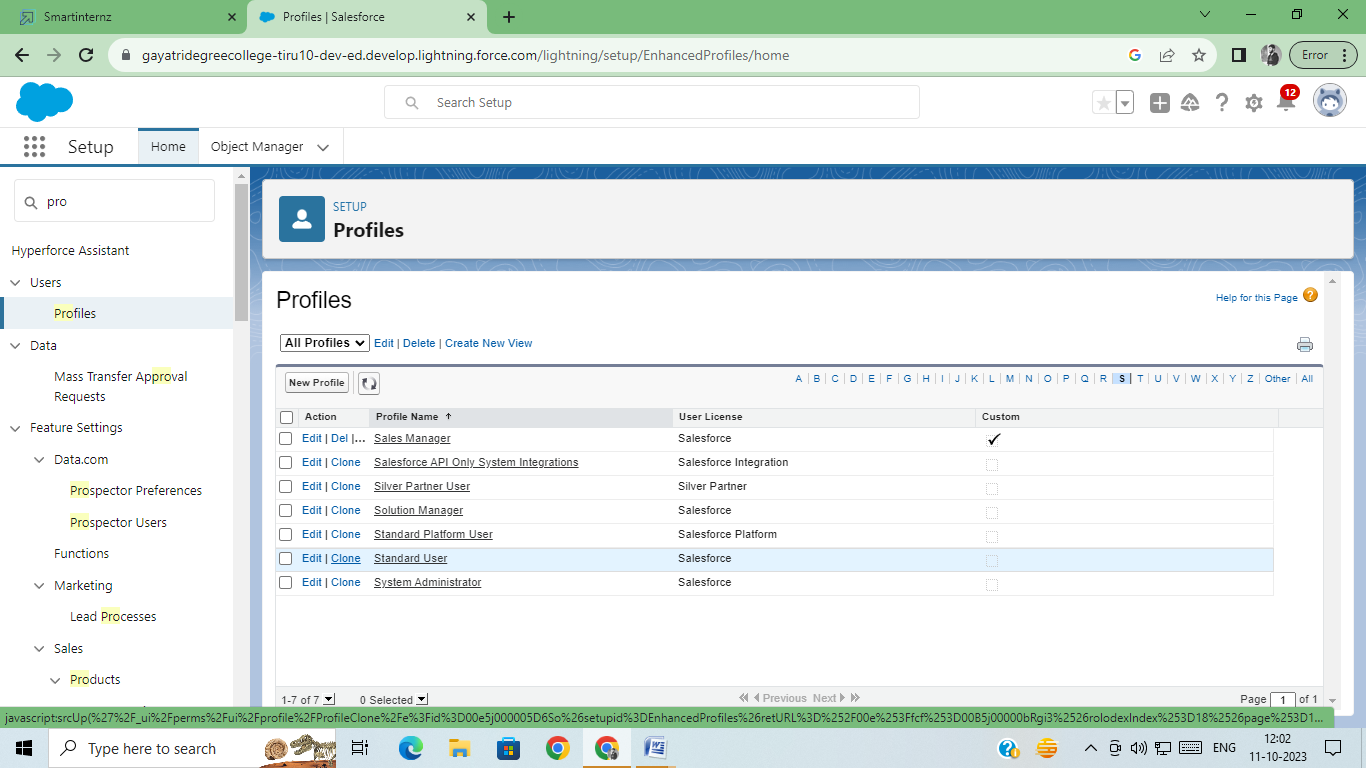 Smartinternz
Profiles | Salesforce
gayatridegreecollege-tiru10-dev-ed.develop.lightning.force.com/lightning/setup/EnhancedProfiles/home
Error
Search Setup
12
Setup
Home
Object Manager
pro
Hyperforce Assistant
Users
Profiles
Data
Mass Transfer Approval
Requests
Feature Settings
Data.com
Prospector Preferences
Prospector Users
Functions
Marketing
Lead Processes
Sales
Products
SETUP
Profiles
Profiles
Help for this Page
All Profiles Edit | Delete | Create New View
New Profile
A | B | C | D | E | F | G | H | I | J | K | L | M | N | O | P | Q | R | S | T | U | V | W | X | Y | Z | Other | All
Action Profile Name User License Custom
Edit | Del |... Sales Manager Salesforce
Edit | Clone Salesforce API Only System Integrations Salesforce Integration
Edit | Clone Silver Partner User Silver Partner
Edit | Clone Solution Manager Salesforce
Edit | Clone Standard Platform User Salesforce Platform
Edit | Clone Standard User Salesforce
Edit | Clone System Administrator Salesforce
1-7 of 7 0 Selected Previous Next Page 1 of 1
javascript:srcUp(%27%2F_ui%2Fperms%2Fui%2Fprofile%2FProfileClone%2Fe%3Fid%3D00e5j000005D6So%26setupid%3DEnhancedProfiles%26retURL%3D%252F00e%253Ffcf%253D00B5j00000bRgi3%2526rolodexIndex%253D18%2526page%253D1...
Type here to search
ENG
12:02
11-10-2023